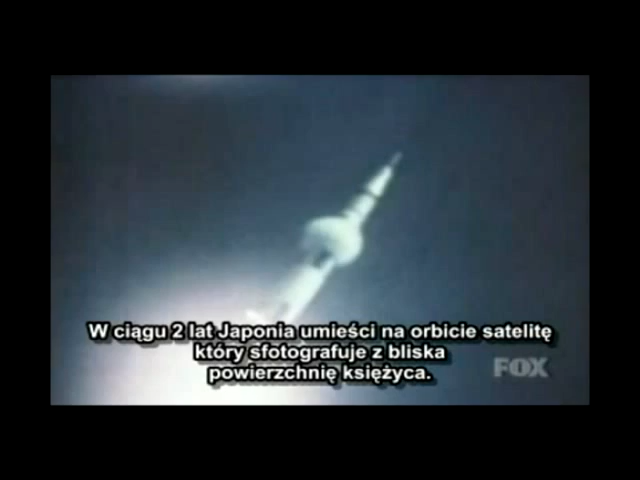 W ciągu 2 lat Japonia umieści na orbicie satelitę
który sfotografuje z bliska
powierzchnię księżyca.
FOX